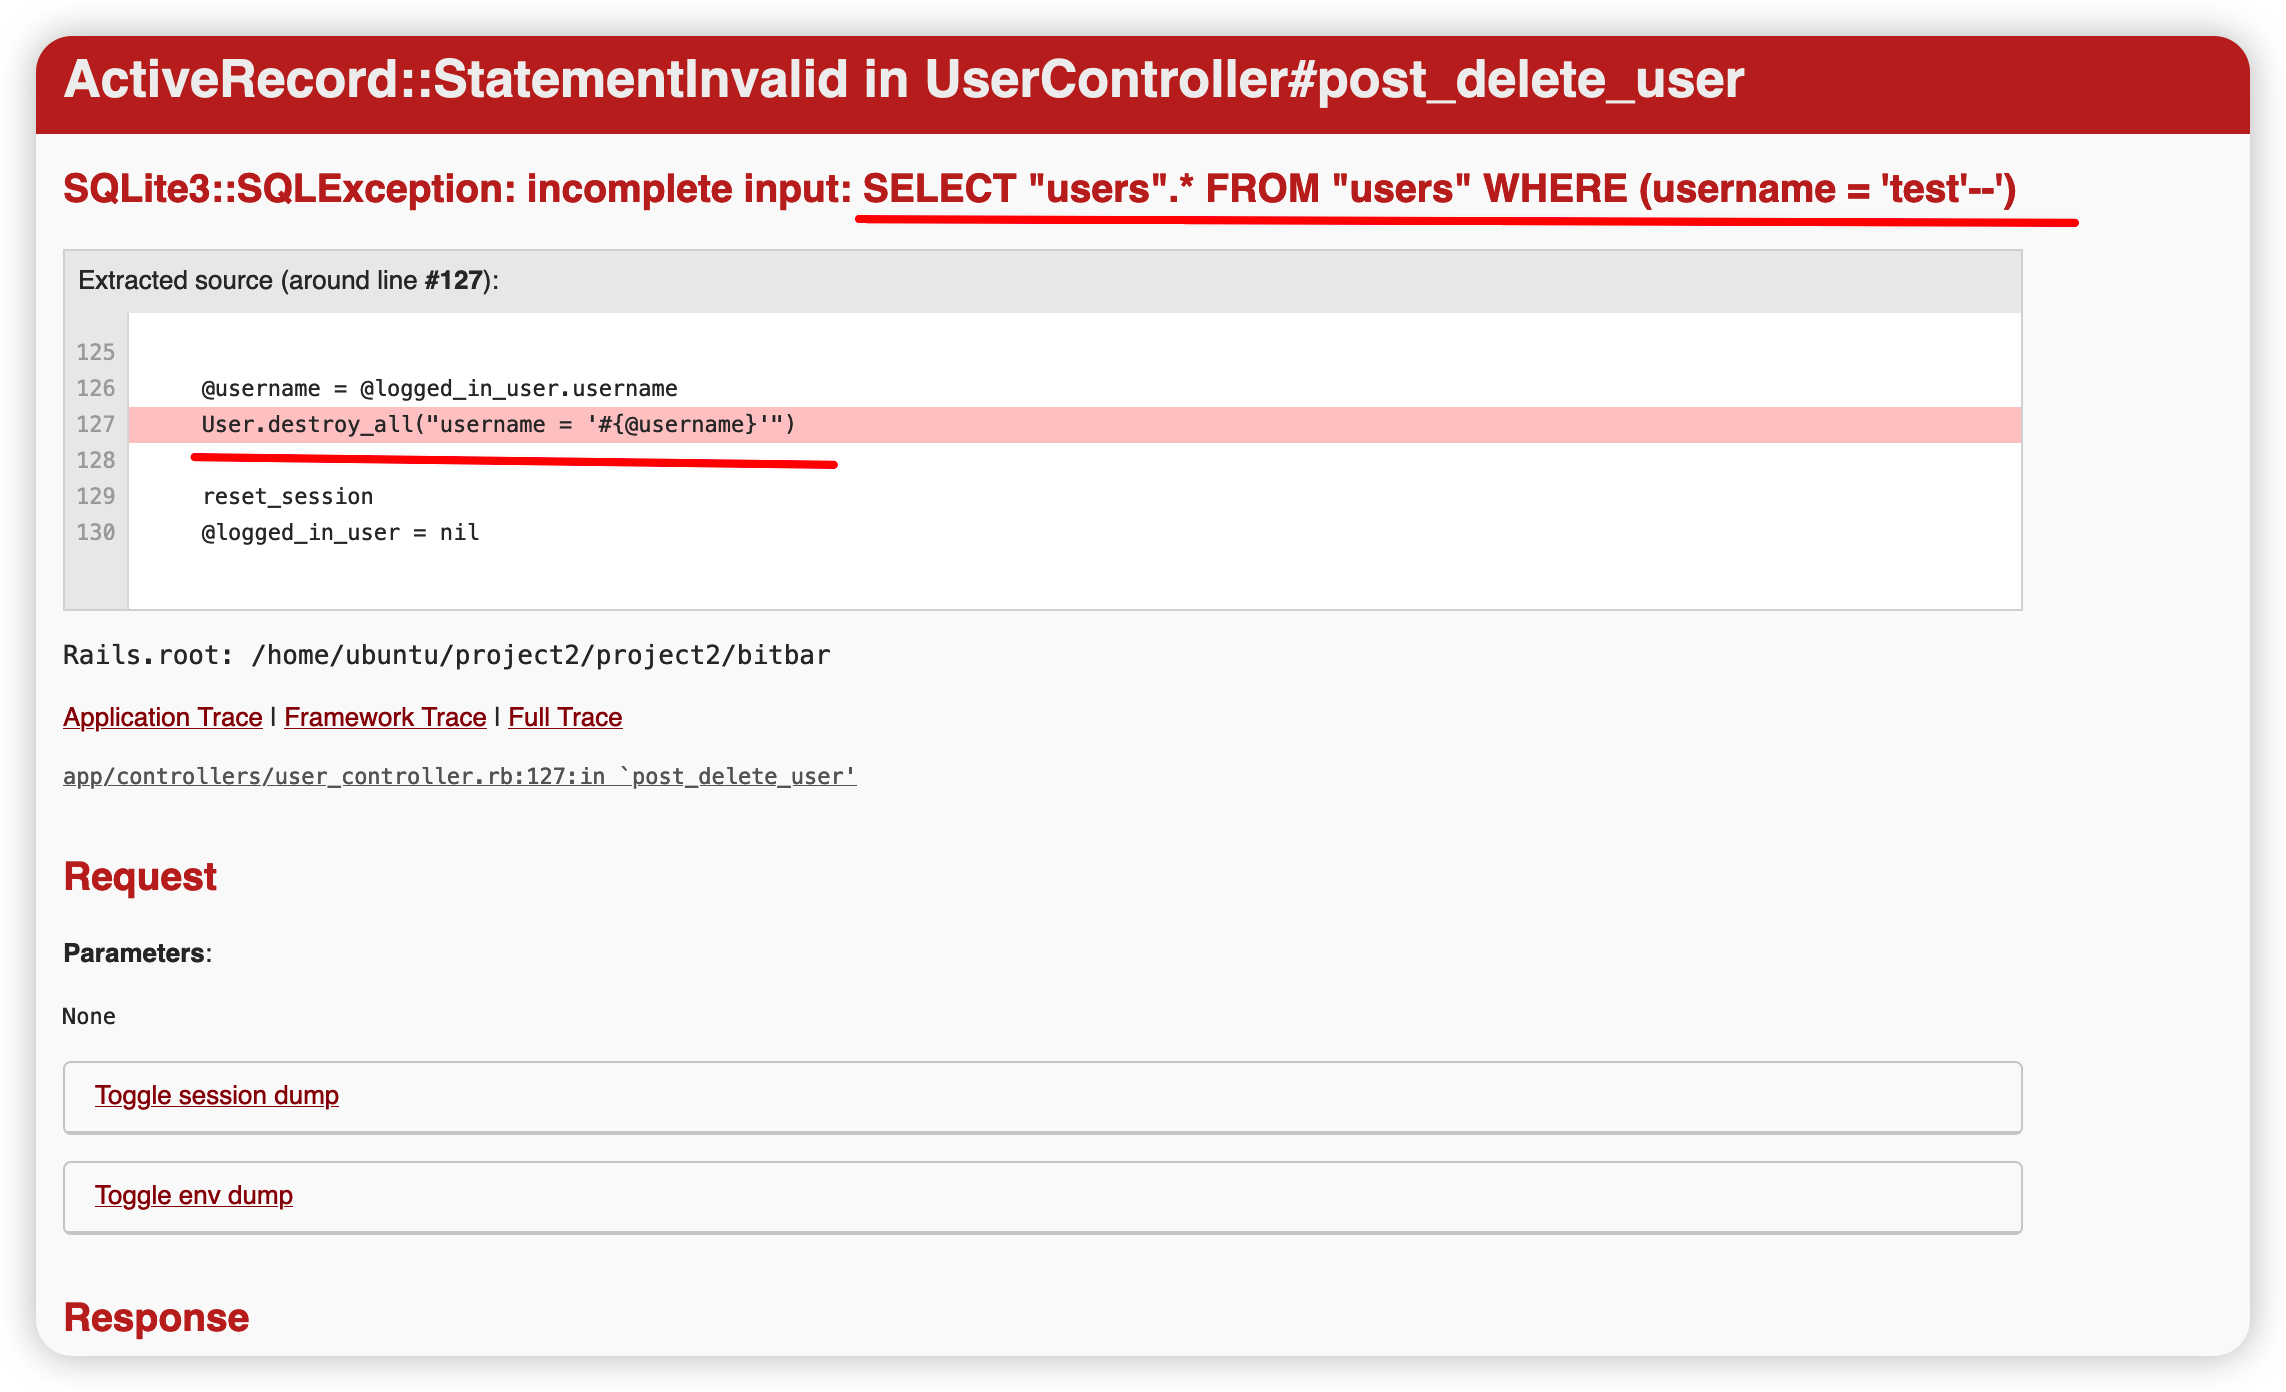 ActiveRecord::StatementInvalid in UserController#post_delete_user
SQLite3::SQLException: incomplete input: SELECT "users".* FROM "users" WHERE (username = 'test'--')
Extracted source (around line #127):
125
126 @username = @logged_in_user.username
127 User.destroy_all("username = '#{@username}'")
128
129 reset_session
130 @logged_in_user = nil
Rails.root: /home/ubuntu/project2/project2/bitbar
Application Trace | Framework Trace | Full Trace
app/controllers/user_controller.rb:127:in `post_delete_user'
Request
Parameters:
None
Toggle session dump
Toggle env dump
Response